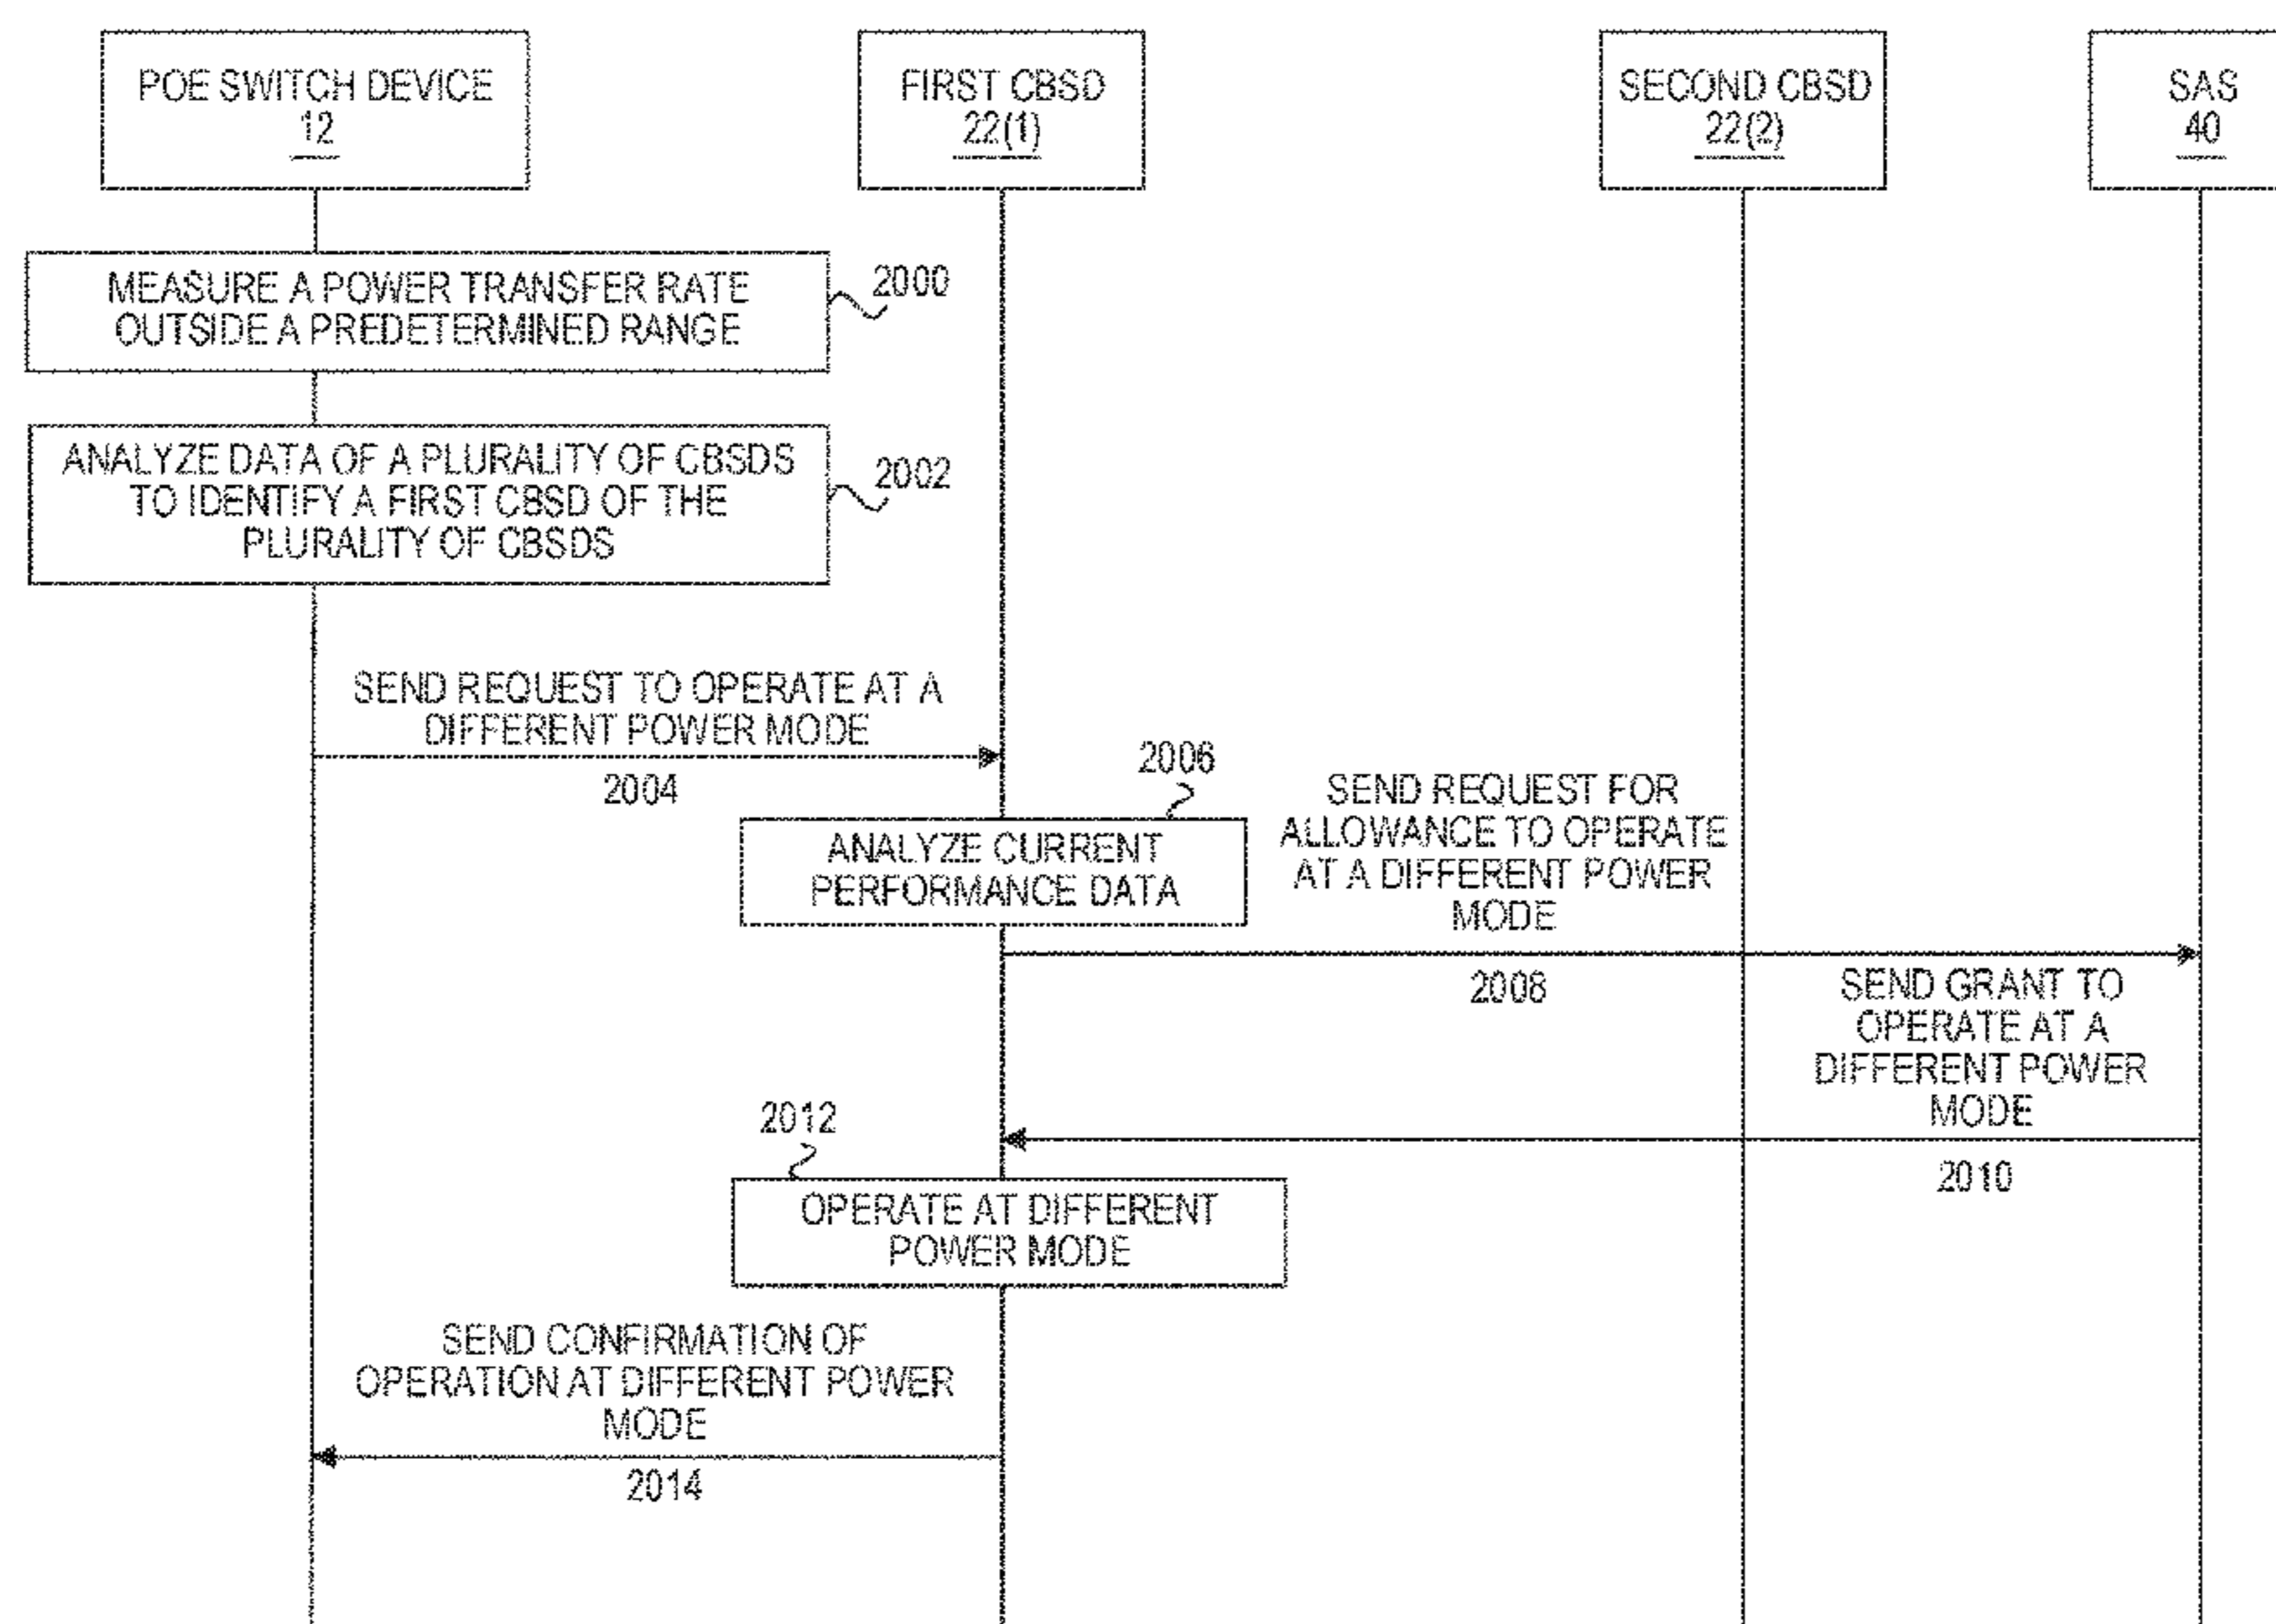 POE SWITCH DEVICE
12
FIRST CBSD
22(1)
SECOND CBSD
22(2)
SAS
40
MEASURE A POWER TRANSFER RATE
OUTSIDE A PREDETERMINED RANGE
2000
ANALYZE DATA OF A PLURALITY OF CBSDS
TO IDENTIFY A FIRST CBSD OF THE
PLURALITY OF CBSDS
2002
SEND REQUEST TO OPERATE AT A
DIFFERENT POWER MODE
2004
2006
ANALYZE CURRENT
PERFORMANCE DATA
SEND REQUEST FOR
ALLOWANCE TO OPERATE
AT A DIFFERENT POWER
MODE
2008
SEND GRANT TO
OPERATE AT A
DIFFERENT POWER
MODE
2010
2012
OPERATE AT DIFFERENT
POWER MODE
SEND CONFIRMATION OF
OPERATION AT DIFFERENT POWER
MODE
2014